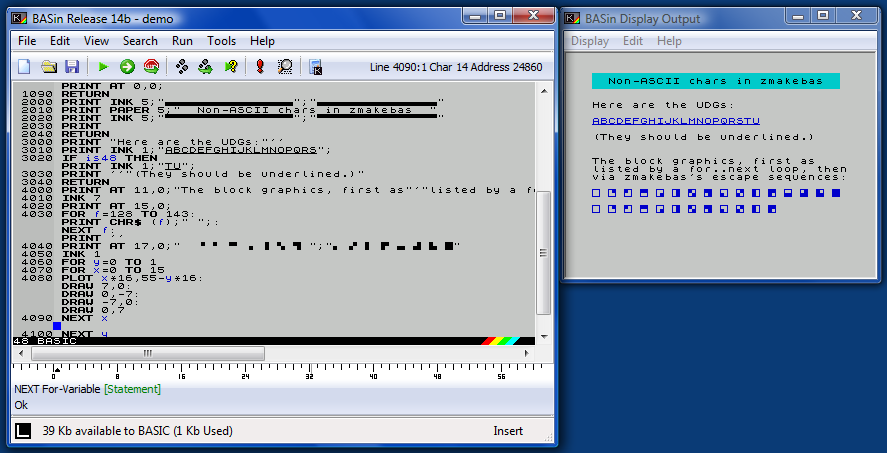 BASin Release 14b - demo
File Edit View Search Run Tools Help
Line 4090:1 Char 14 Address 24860
PRINT AT 0,0;
1090 RETURN
2000 PRINT INK 5;"▄▄▄▄▄▄▄▄▄▄▄▄▄▄▄▄";"▄▄▄▄▄▄▄▄▄▄▄▄▄▄▄"
2010 PRINT PAPER 5;"  Non-ASCII chars in zmakebas  "
2020 PRINT INK 5;"▀▀▀▀▀▀▀▀▀▀▀▀▀▀▀▀";"▀▀▀▀▀▀▀▀▀▀▀▀▀▀▀"
2030 PRINT
2040 RETURN
3000 PRINT "Here are the UDGs:"''
3010 PRINT INK 1;"ABCDEFGHIJKLMNOPQRS";
3020 IF is48 THEN
PRINT INK 1;"TU";
3030 PRINT ''"(They should be underlined.)"
3040 RETURN
4000 PRINT AT 11,0;"The block graphics, first as"'"listed by a fo
4010 INK 7
4020 PRINT AT 15,0;
4030 FOR f=128 TO 143:
PRINT CHR$ (f);" ";:
NEXT f:
PRINT ''
4040 PRINT AT 17,0;"  ▝ ▘ ▀ ▗ ▐ ▚ ▜ ";"▖ ▞ ▌ ▛ ▄ ▟ ▙ █"
4050 INK 1
4060 FOR y=0 TO 1
4070 FOR x=0 TO 15
4080 PLOT x*16,55-y*16:
DRAW 7,0:
DRAW 0,-7:
DRAW -7,0:
DRAW 0,7
4090 NEXT x
4100 NEXT y
48 BASIC
0 8 16 24 32 40 48 56
NEXT For-Variable [Statement]
Ok
39 Kb available to BASIC (1 Kb Used) Insert
BASin Display Output
Display Edit Help
Non-ASCII chars in zmakebas
Here are the UDGs:
ABCDEFGHIJKLMNOPQRSTU
(They should be underlined.)
The block graphics, first as
listed by a for..next loop, then
via zmakebas's escape sequences: